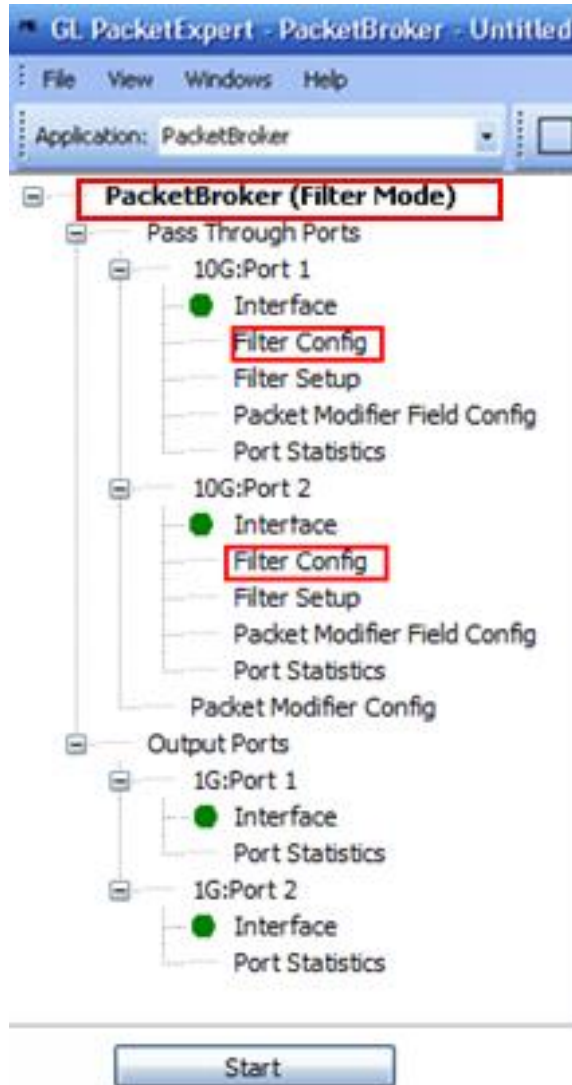 GL PacketExpert - PacketBroker - Untitled
File View Windows Help
Application: PacketBroker
PacketBroker (Filter Mode)
Pass Through Ports
10G:Port 1
Interface
Filter Config
Filter Setup
Packet Modifier Field Config
Port Statistics
10G:Port 2
Interface
Filter Config
Filter Setup
Packet Modifier Field Config
Port Statistics
Packet Modifier Config
Output Ports
1G:Port 1
Interface
Port Statistics
1G:Port 2
Interface
Port Statistics
Start